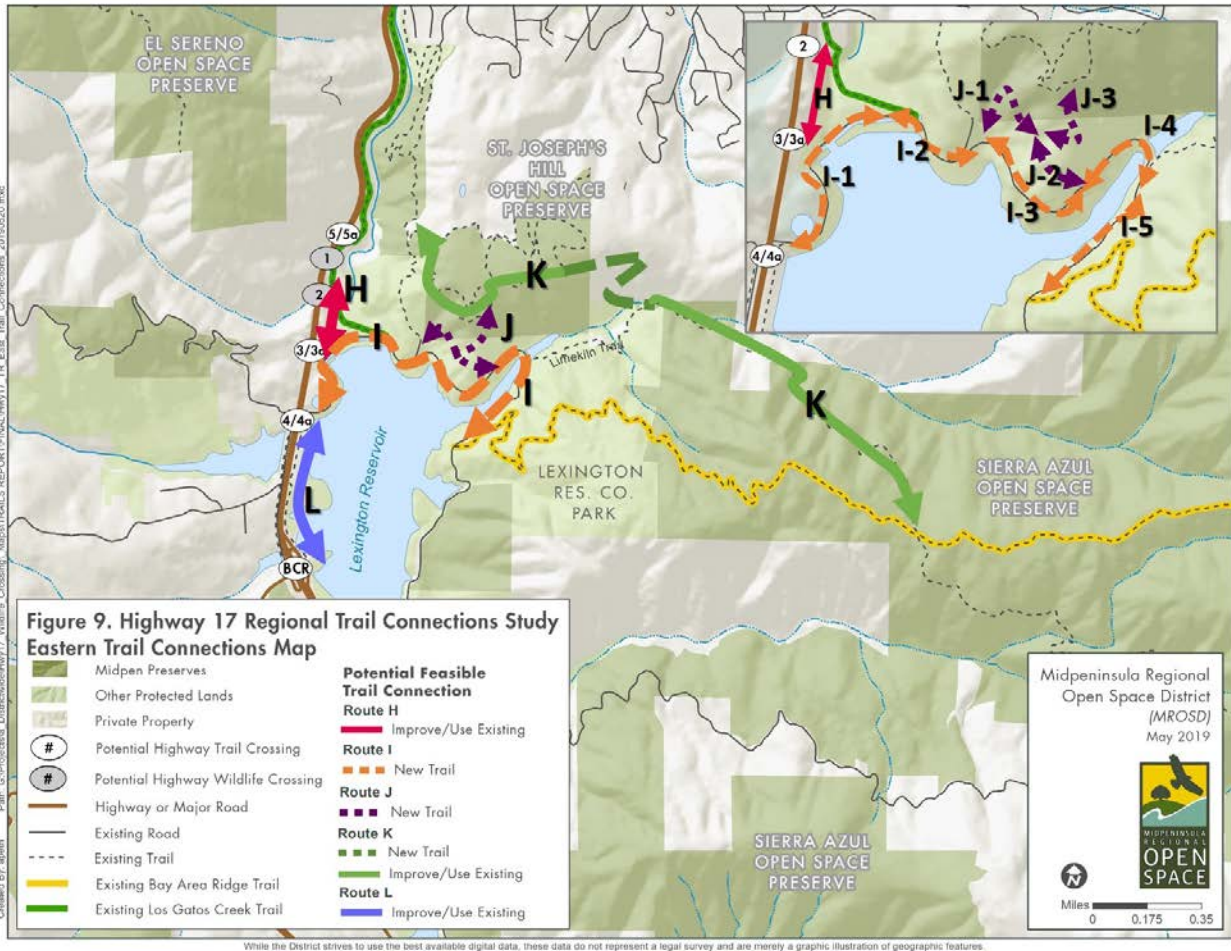 EL SERENO
OPEN SPACE
PRESERVE
ST. JOSEPH'S
HILL
OPEN SPACE
PRESERVE
5/5a
1
2
H
3/3a
I
J
K
Limekiln Trail
I
K
4/4a
L
BCR
Lexington Reservoir
LEXINGTON
RES. CO.
PARK
SIERRA AZUL
OPEN SPACE
PRESERVE
SIERRA AZUL
OPEN SPACE
PRESERVE
2
H
3/3a
4/4a
I-1
I-2
J-1
J-3
I-4
J-2
I-3
I-5
Figure 9. Highway 17 Regional Trail Connections Study
Eastern Trail Connections Map
Midpen Preserves
Other Protected Lands
Private Property
# Potential Highway Trail Crossing
# Potential Highway Wildlife Crossing
Highway or Major Road
Existing Road
Existing Trail
Existing Bay Area Ridge Trail
Existing Los Gatos Creek Trail
Potential Feasible
Trail Connection
Route H
Improve/Use Existing
Route I
New Trail
Route J
New Trail
Route K
New Trail
Improve/Use Existing
Route L
Improve/Use Existing
Midpeninsula Regional
Open Space District
(MROSD)
May 2019
MIDPENINSULA
REGIONAL
OPEN
SPACE
N
Miles
0 0.175 0.35
While the District strives to use the best available digital data, these data do not represent a legal survey and are merely a graphic illustration of geographic features.